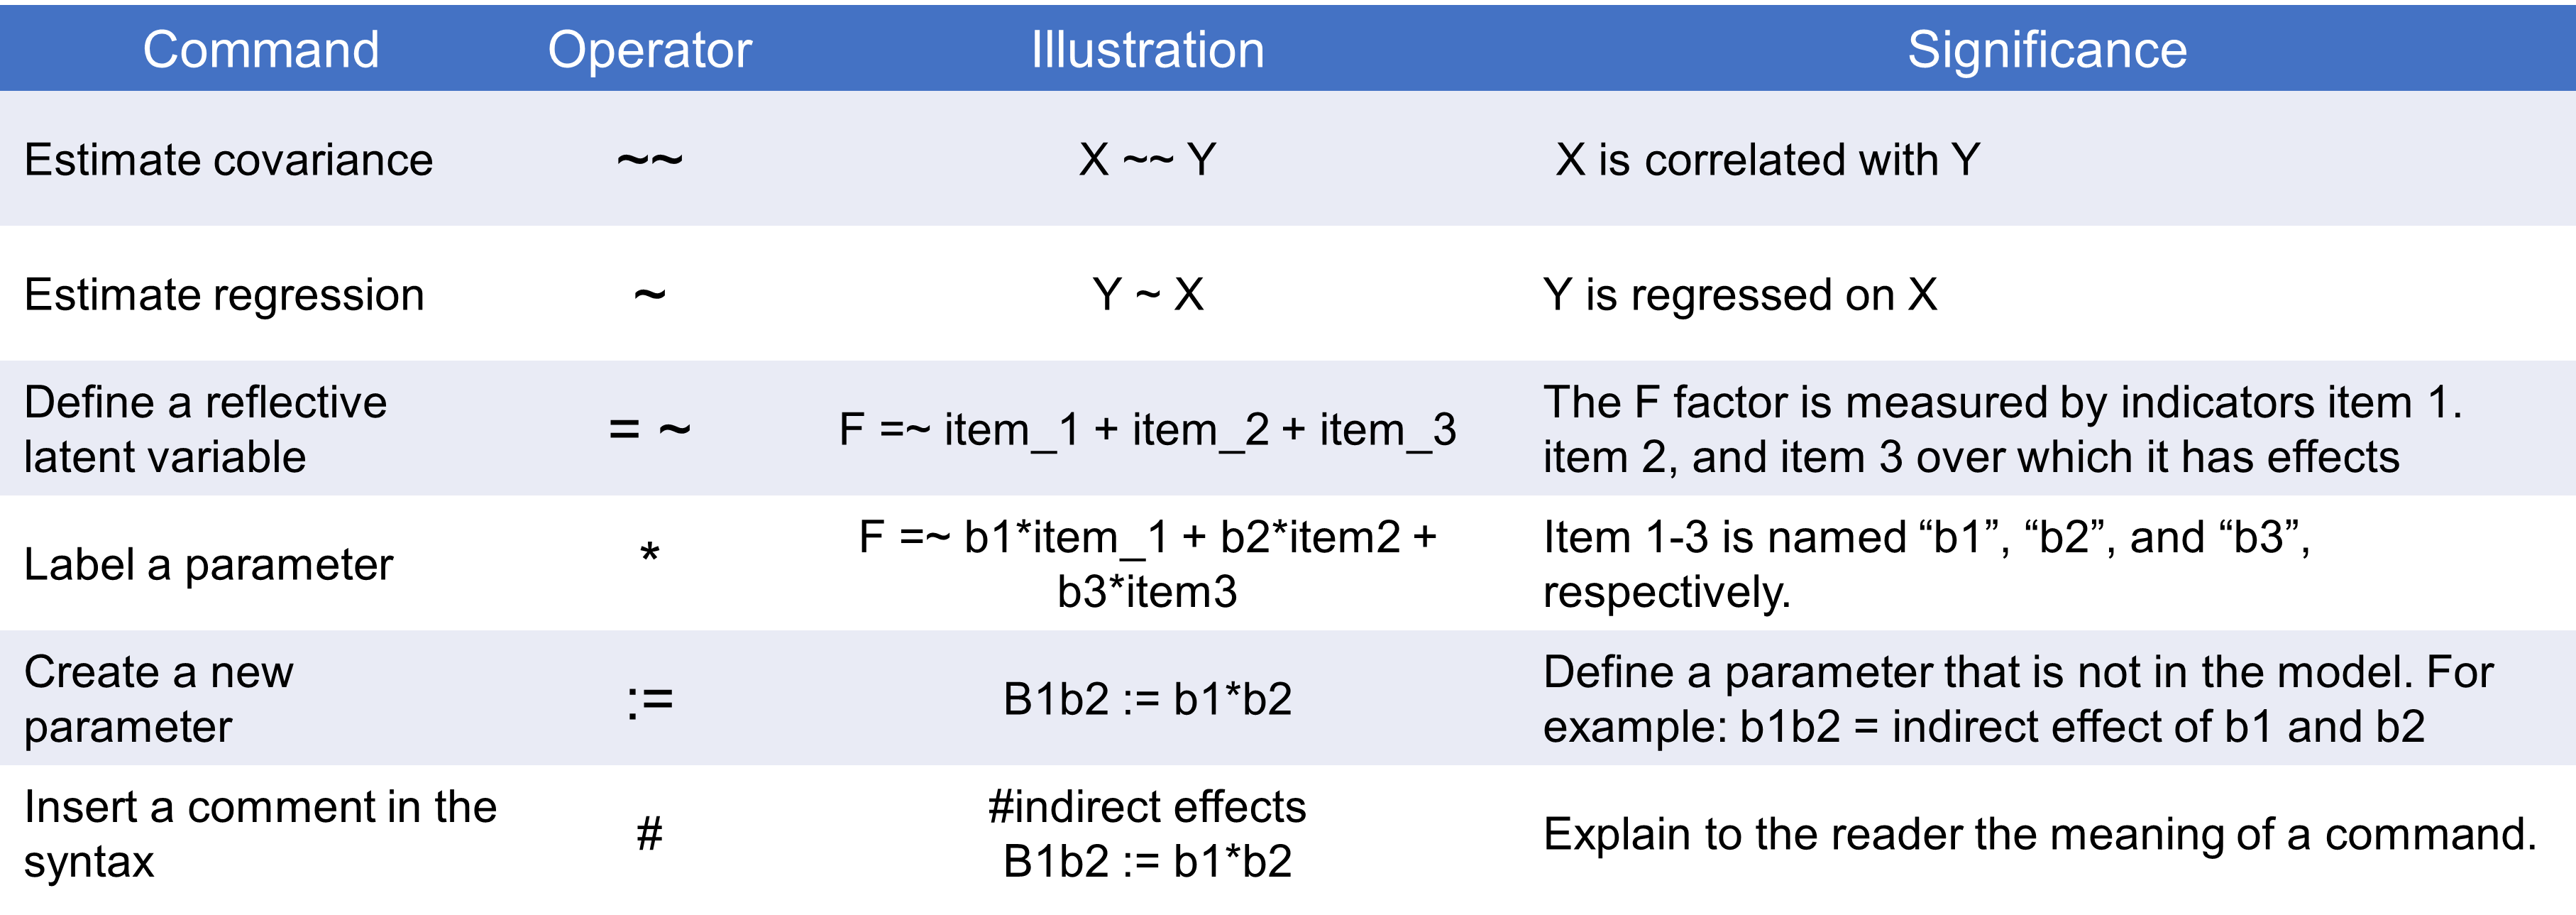 Command Operator Illustration Significance
Estimate covariance ~~ X ~~ Y X is correlated with Y
Estimate regression ~ Y ~ X Y is regressed on X
Define a reflective
latent variable
= ~
F =~ item_1 + item_2 + item_3
The F factor is measured by indicators item 1.
item 2, and item 3 over which it has effects
Label a parameter
*
F =~ b1*item_1 + b2*item2 +
b3*item3
Item 1-3 is named “b1”, “b2”, and “b3”,
respectively.
Create a new
parameter
:=
B1b2 := b1*b2
Define a parameter that is not in the model. For
example: b1b2 = indirect effect of b1 and b2
Insert a comment in the
syntax
#
#indirect effects
B1b2 := b1*b2
Explain to the reader the meaning of a command.